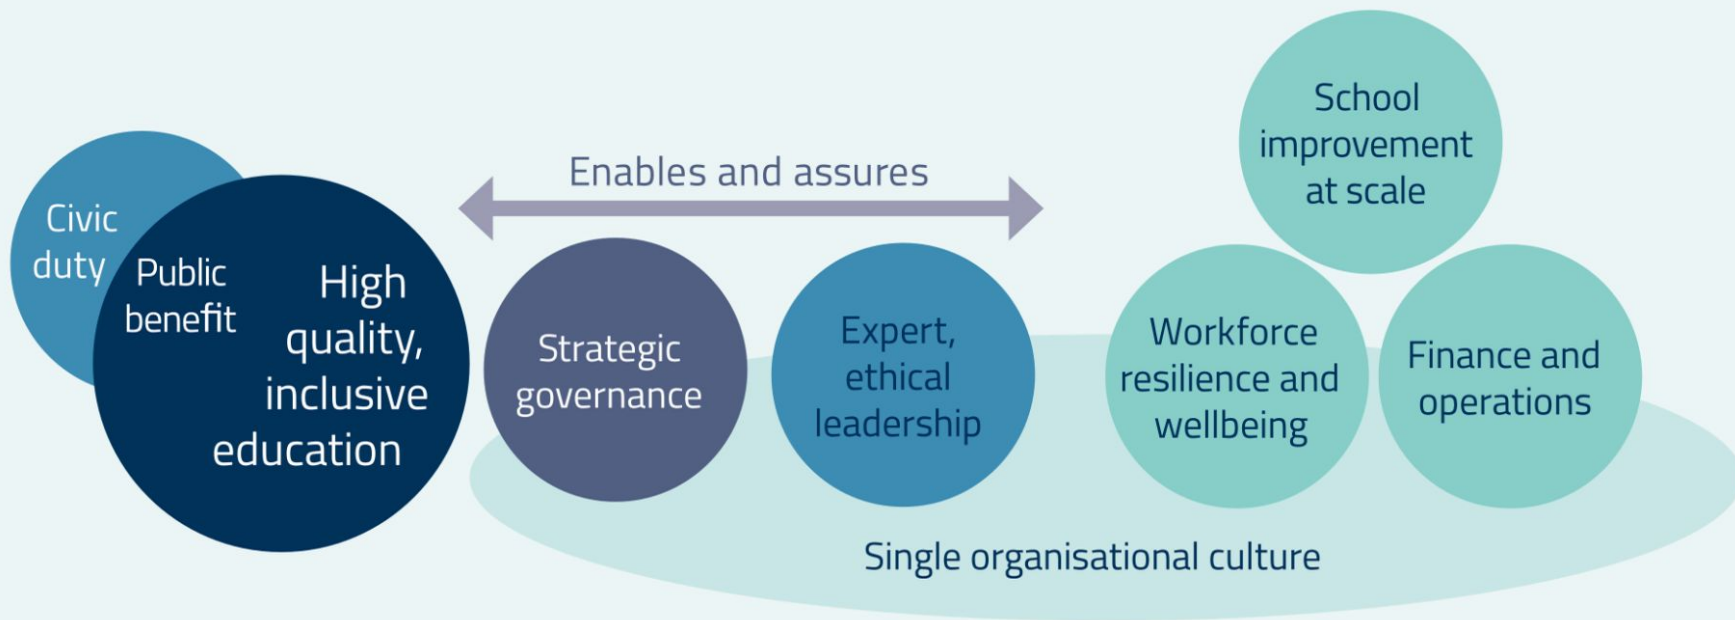 Civic
duty
Public
benefit
High
quality,
inclusive
education
Enables and assures
Strategic
governance
Expert,
ethical
leadership
School
improvement
at scale
Workforce
resilience and
wellbeing
Finance and
operations
Single organisational culture